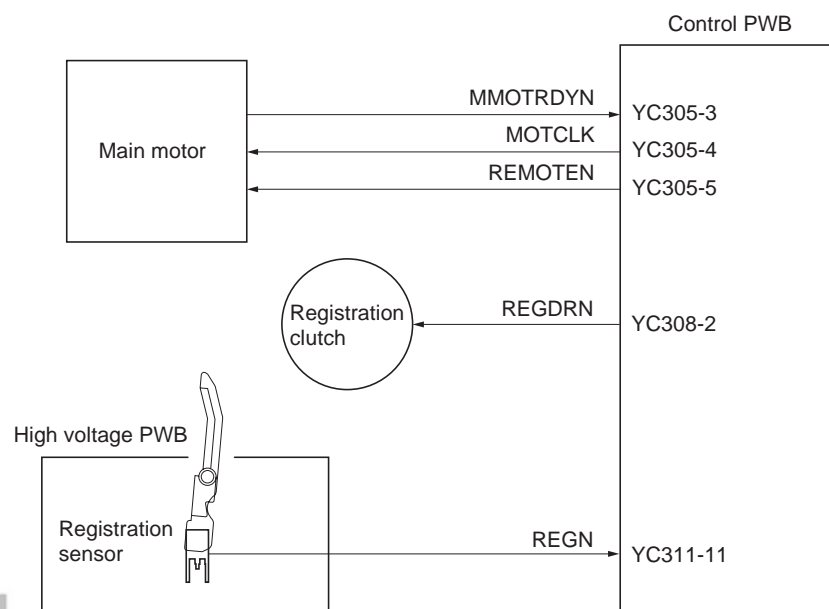 Control PWB
MMOTRDYN
YC305-3
Main motor
MOTCLK
YC305-4
REMOTEN
YC305-5
Registration
clutch
REGDRN
YC308-2
High voltage PWB
Registration
sensor
REGN
YC311-11